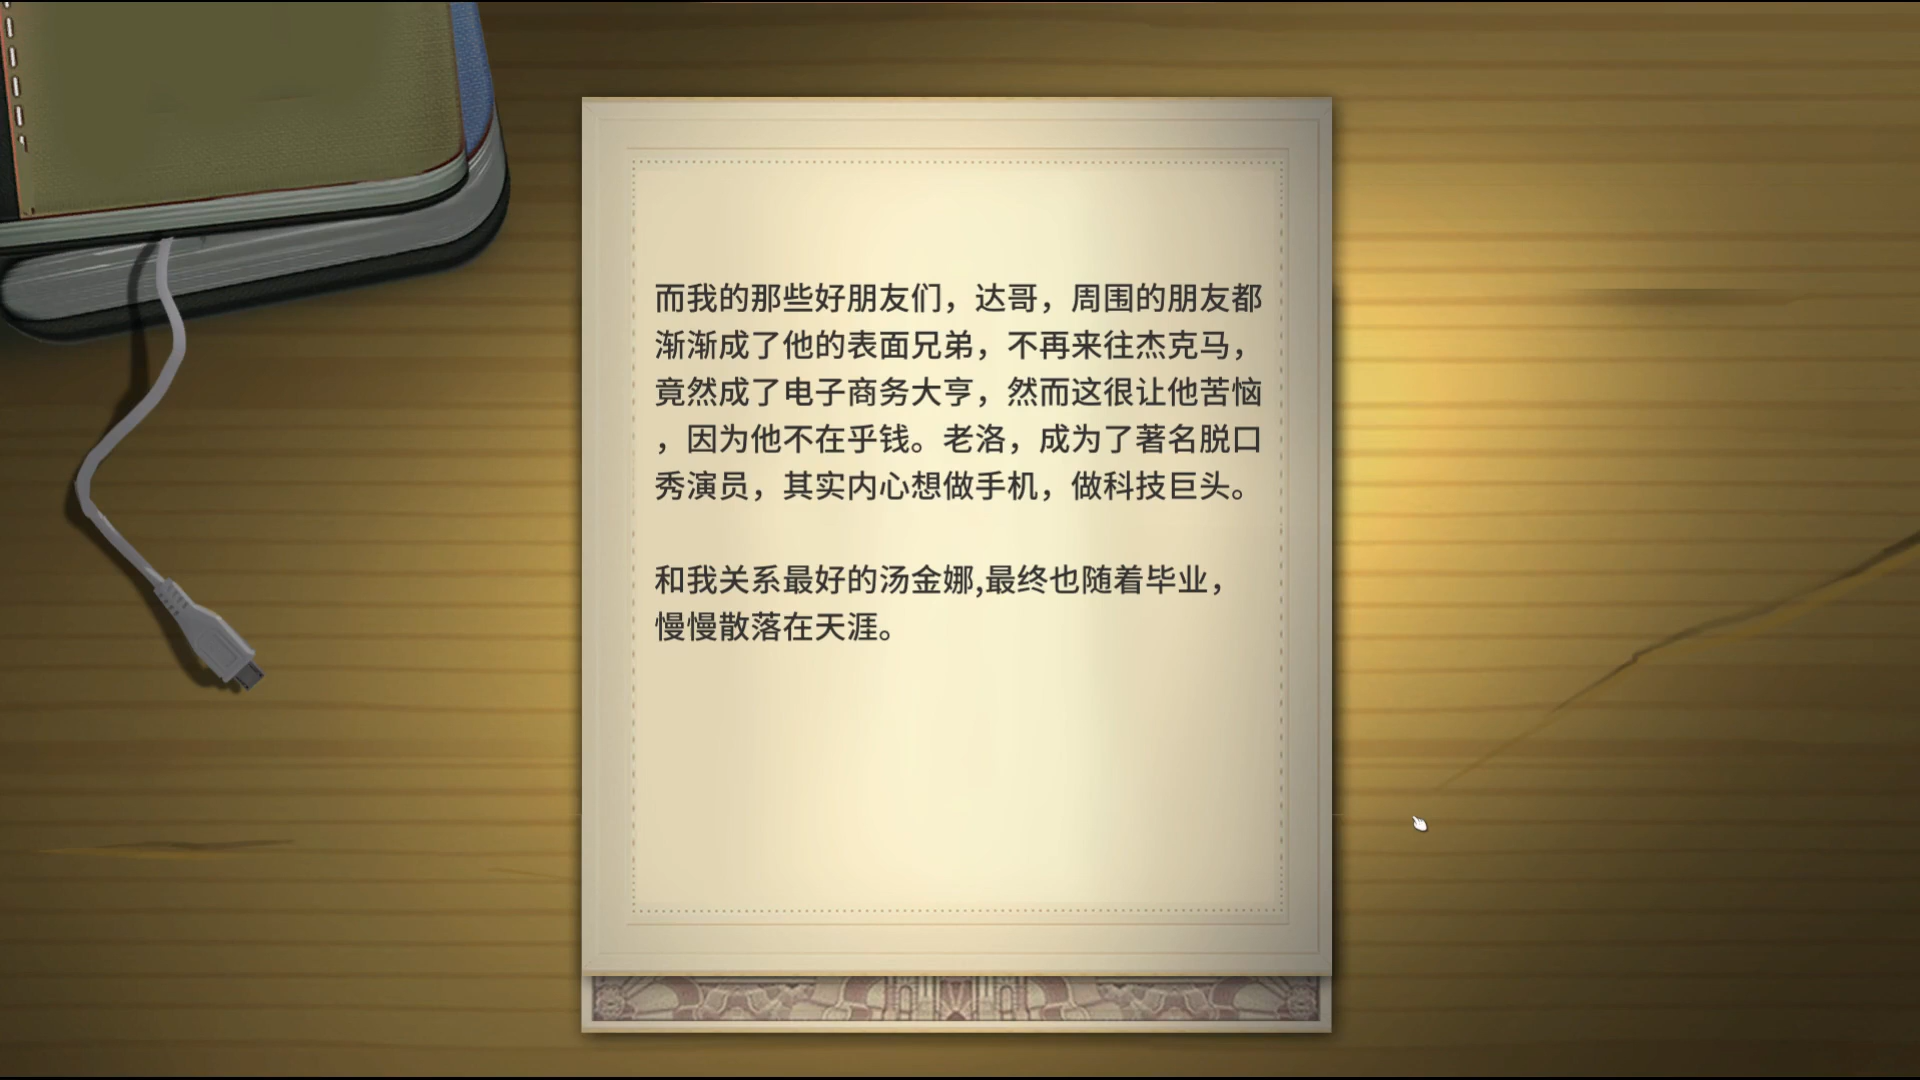 而我的那些好朋友们，达哥，周围的朋友都
渐渐成了他的表面兄弟，不再来往杰克马，
竟然成了电子商务大亨，然而这很让他苦恼
，因为他不在乎钱。老洛，成为了著名脱口
秀演员，其实内心想做手机，做科技巨头。
和我关系最好的汤金娜,最终也随着毕业，
慢慢散落在天涯。